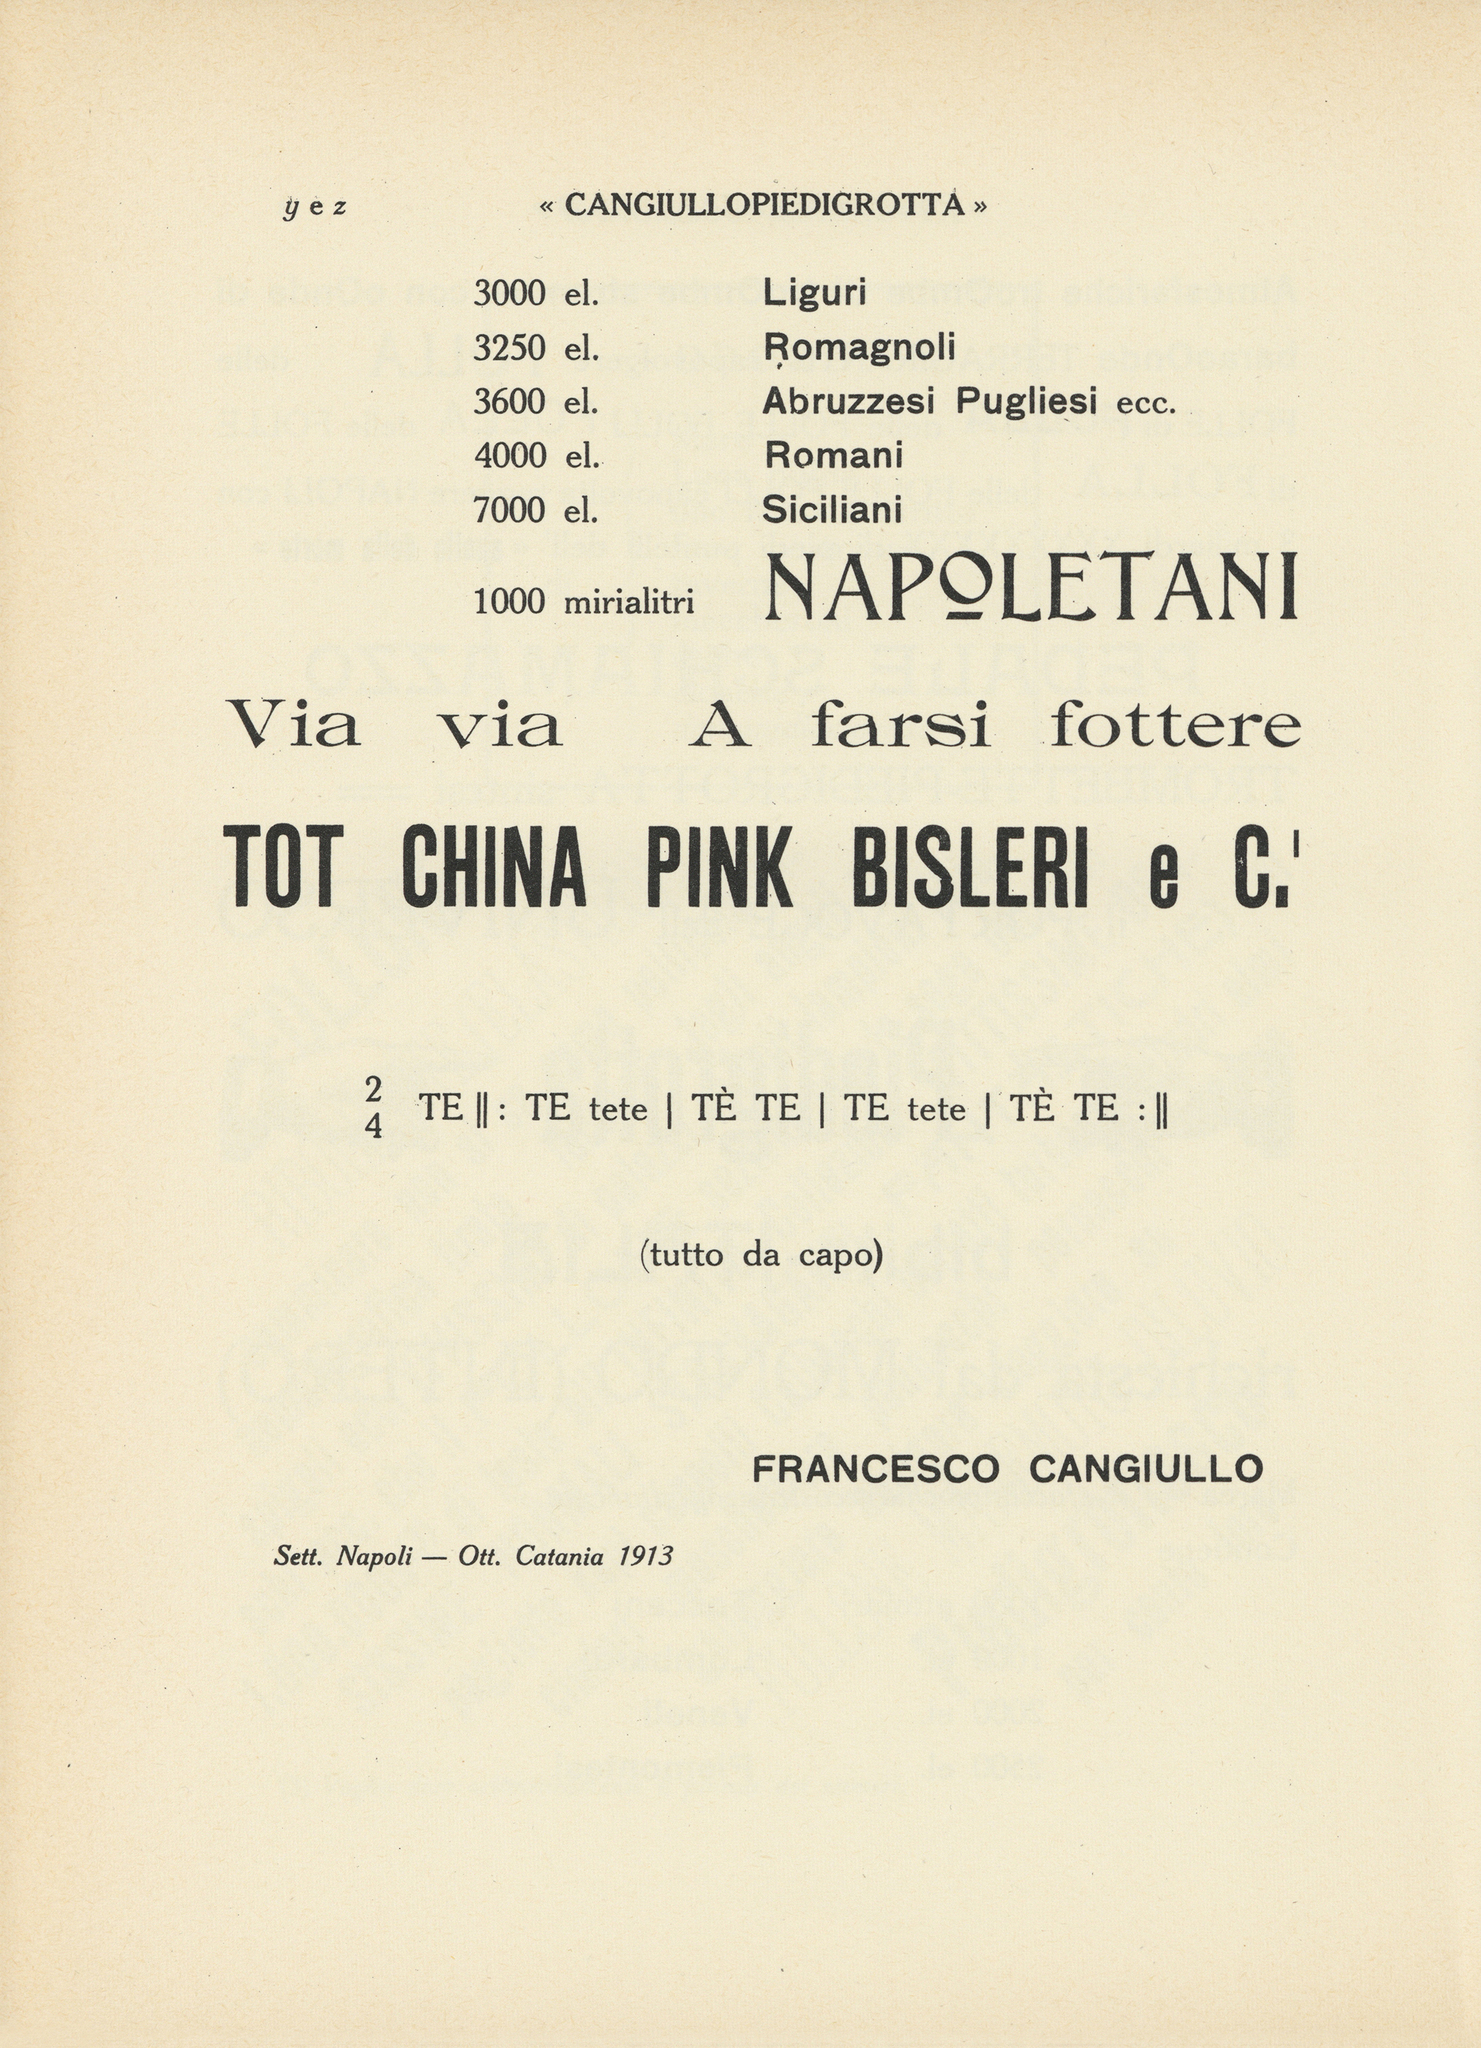 yez « CANGIULLOPIEDIGROTTA »
3000 el. Liguri
3250 el. Romagnoli
3600 el. Abruzzesi Pugliesi ecc.
4000 el. Romani
7000 el. Siciliani
1000 mirialitri NAPOLETANI
Via via A farsi fottere
TOT CHINA PINK BISLERI e C.ⁱ
2/4 TE ||: TE tete | TÈ TE | TE tete | TÈ TE :||
(tutto da capo)
FRANCESCO CANGIULLO
Sett. Napoli — Ott. Catania 1913